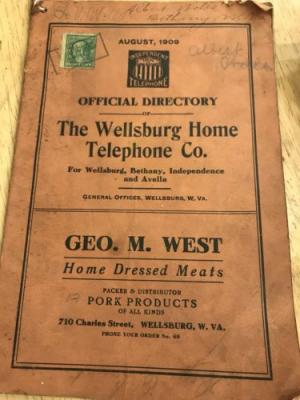 AUGUST, 1909
INDEPENDENT
TELEPHONE
OFFICIAL DIRECTORY
OF
The Wellsburg Home
Telephone Co.
For Wellsburg, Bethany, Independence
and Avella
GENERAL OFFICES, WELLSBURG, W. VA.
GEO. M. WEST
Home Dressed Meats
PACKER & DISTRIBUTOR
PORK PRODUCTS
OF ALL KINDS
710 Charles Street, WELLSBURG, W. VA.
PHONE YOUR ORDER No. 69